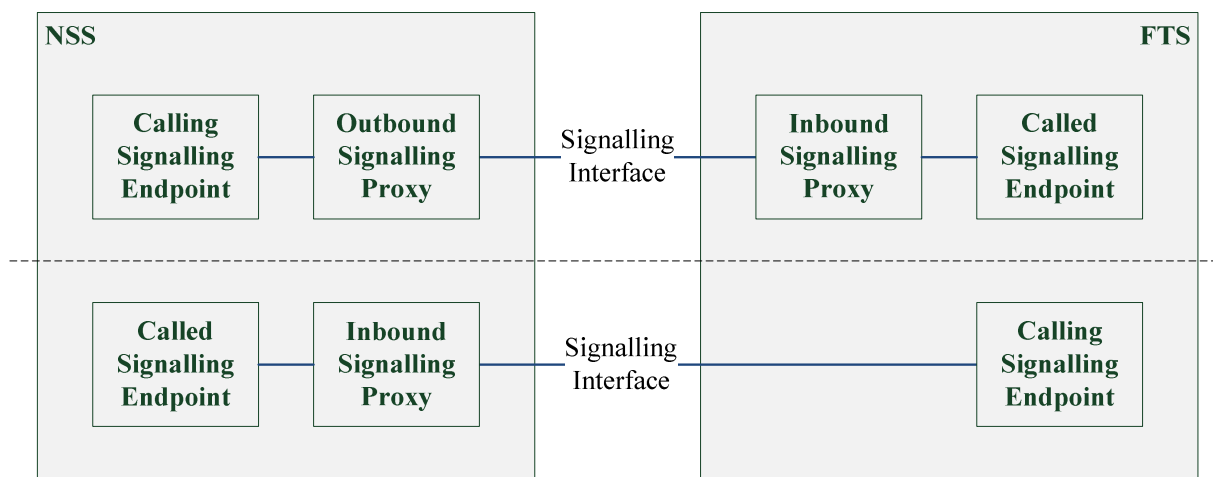 NSS
FTS
Calling
Signalling
Endpoint
Outbound
Signalling
Proxy
Signalling
Interface
Inbound
Signalling
Proxy
Called
Signalling
Endpoint
Called
Signalling
Endpoint
Inbound
Signalling
Proxy
Signalling
Interface
Calling
Signalling
Endpoint